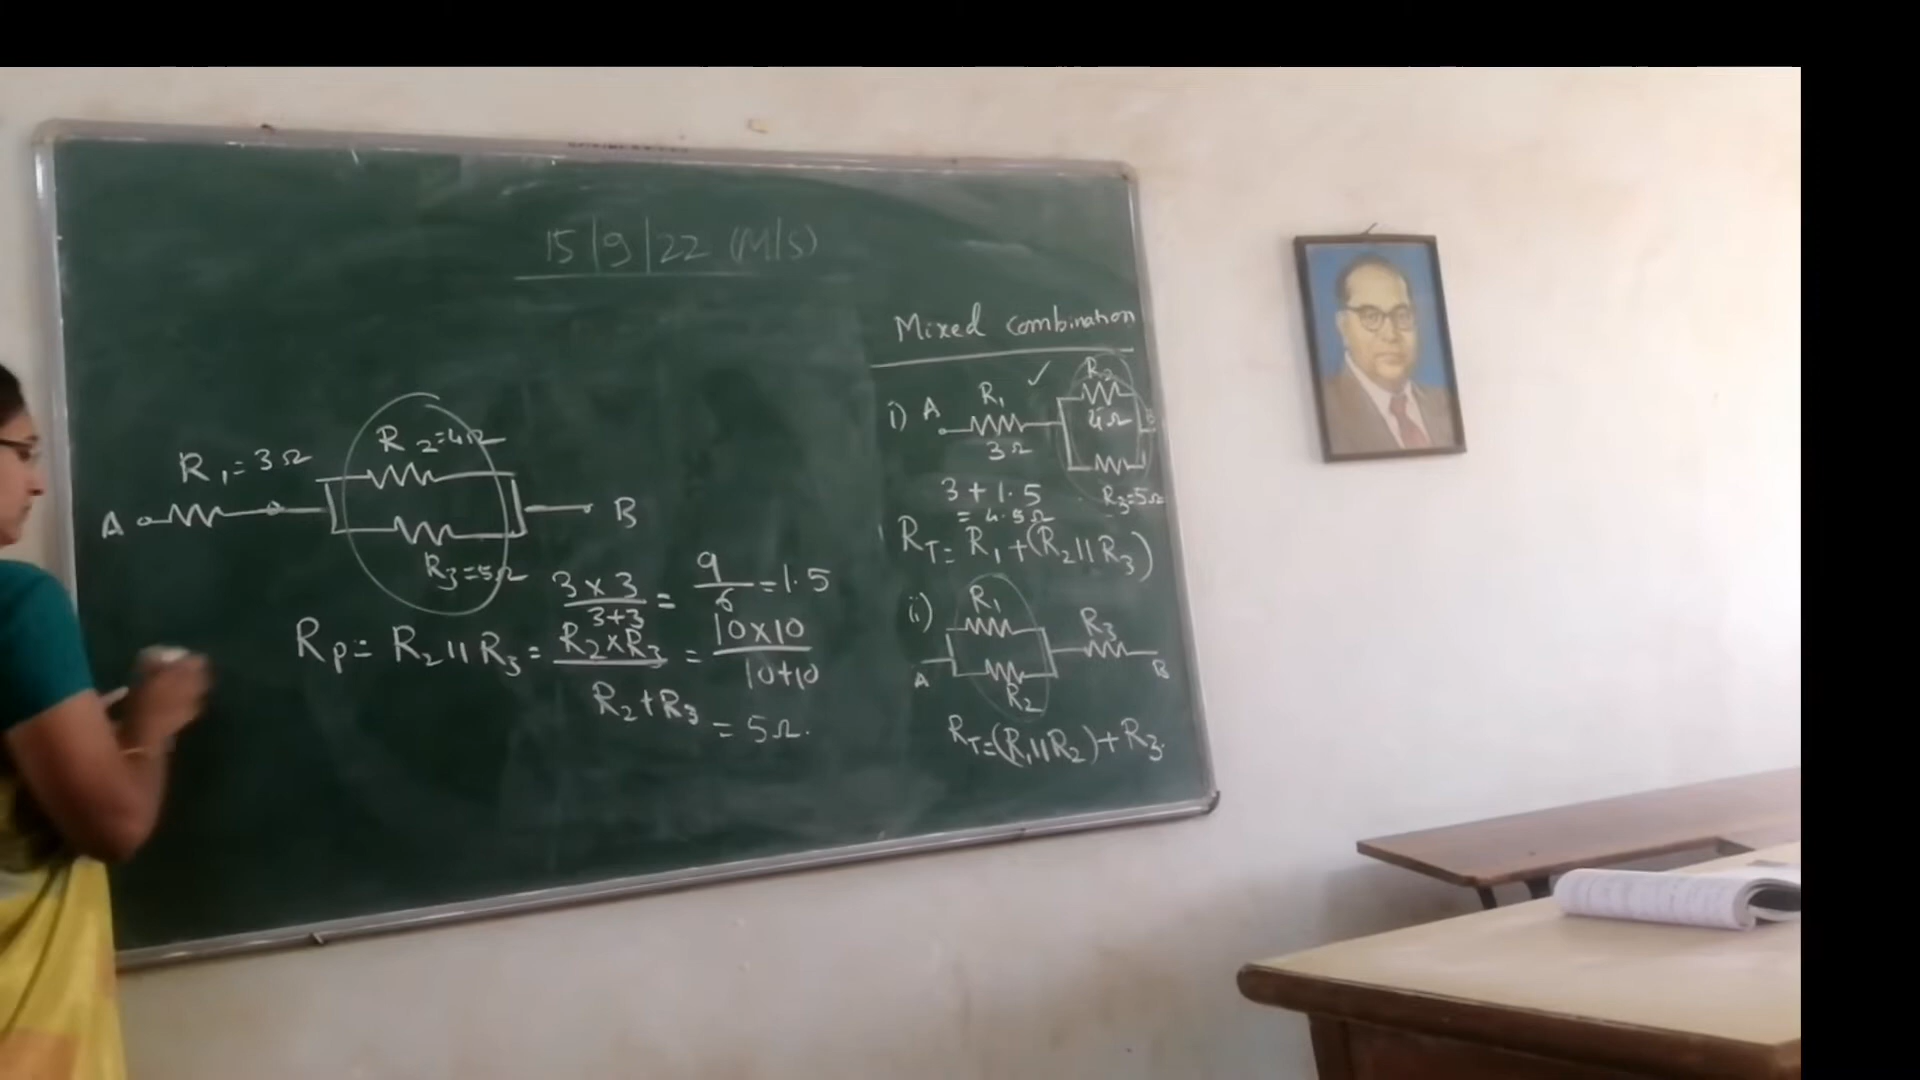 15/9/22 (M/s)
R₁=3Ω
R₂=4Ω
A
B
R₃=5Ω
3×3/3+3 = 9/6 =1.5
Rp= R₂||R₃= R₂×R₃/R₂+R₃ = 10×10/10+10
= 5Ω.
Mixed combination
i) A R₁ ✓ R₂
3Ω 4Ω
3+1.5 R₃=5Ω
= 4.5Ω
R_T= R₁+(R₂||R₃)
ii) R₁ R₃
A R₂ B
R_T=(R₁||R₂)+R₃.